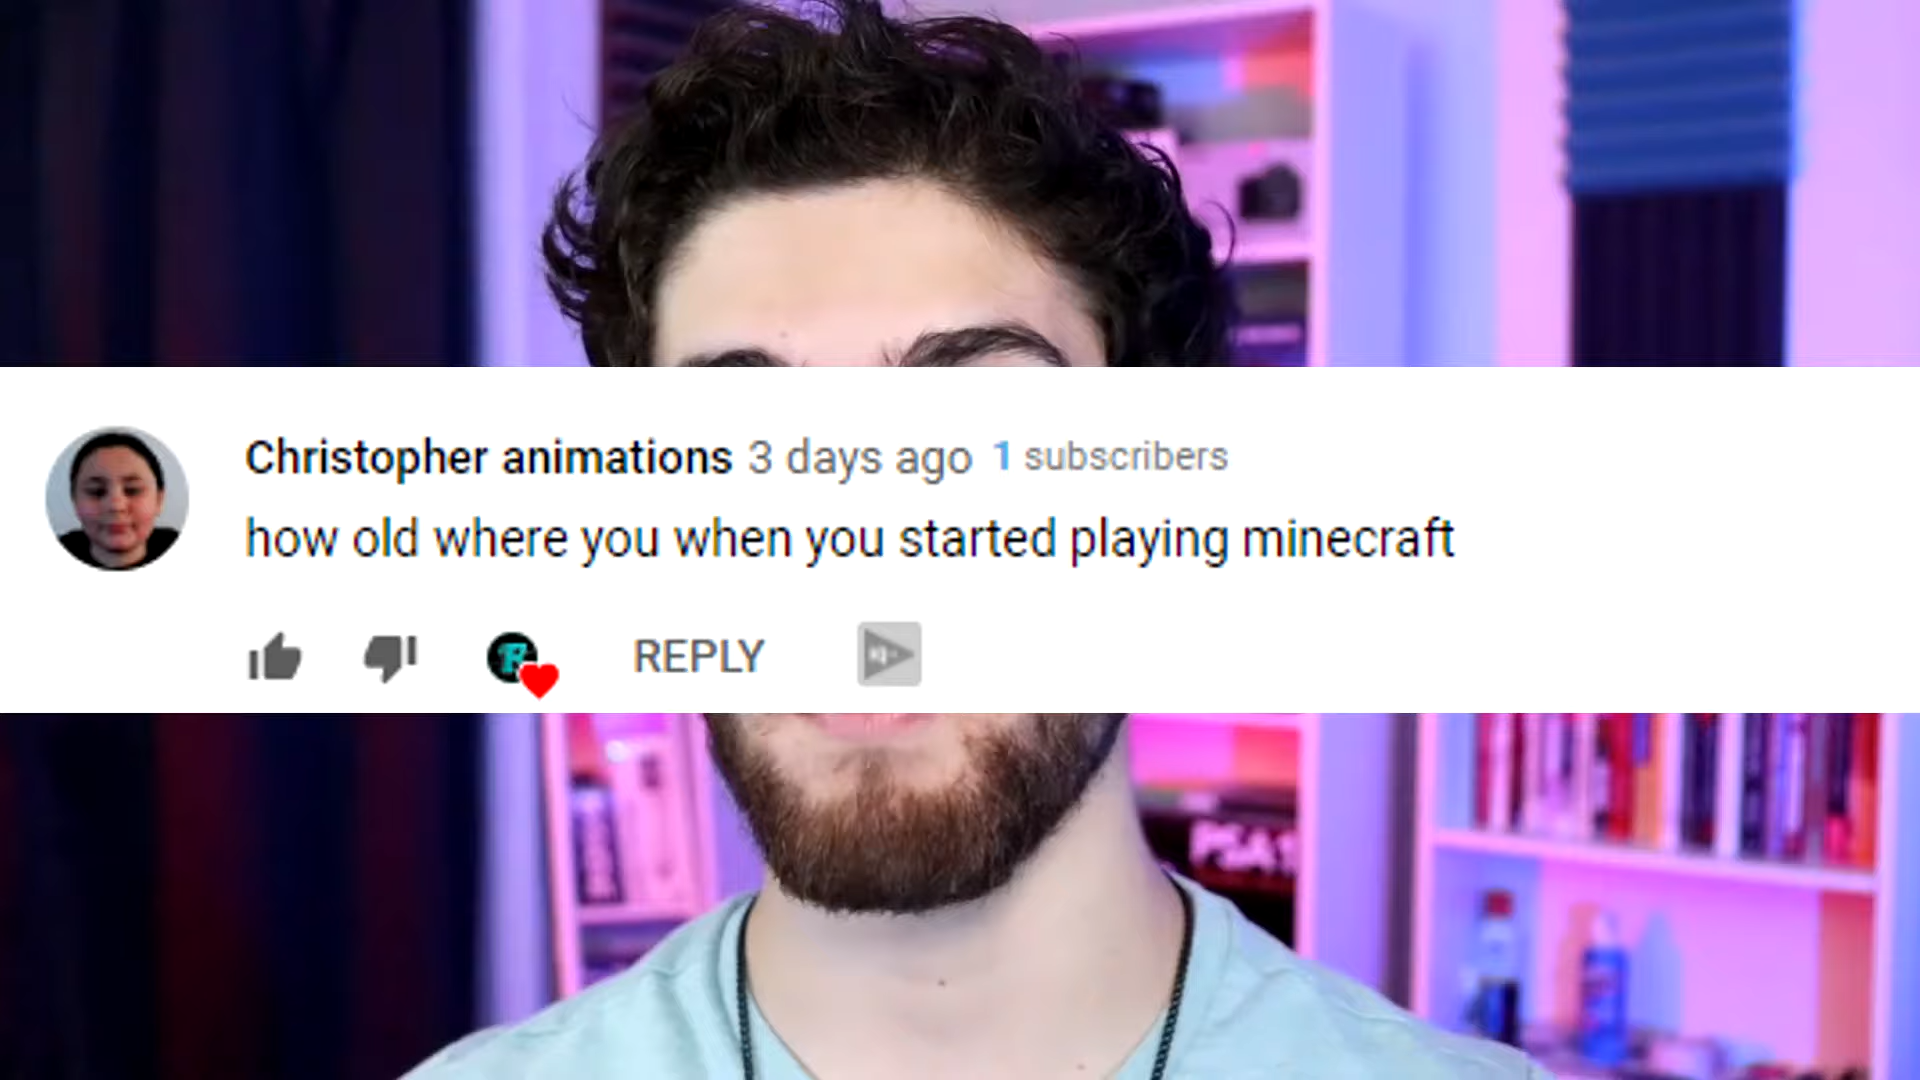 Christopher animations 3 days ago 1 subscribers
how old where you when you started playing minecraft
REPLY